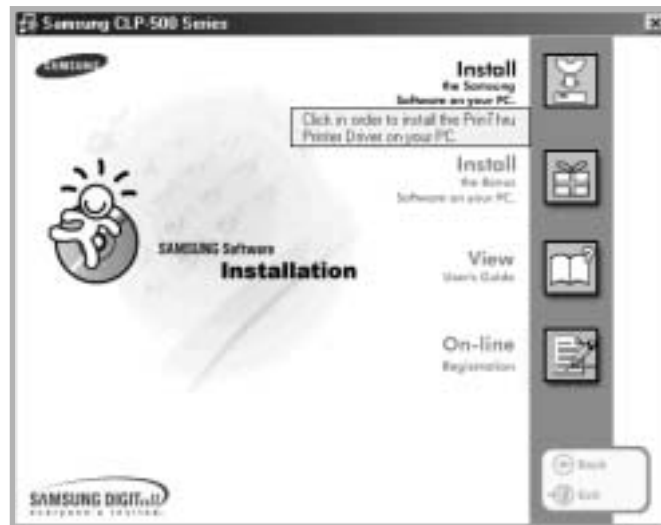 Samsung CLP-500 Series
SAMSUNG
Install
the Samsung
Software on your PC.
Click in order to install the PrinThru
Printer Driver on your PC.
Install
the Bonus
Software on your PC.
SAMSUNG Software
Installation
View
User's Guide
On-line
Registration
Back
Exit
SAMSUNG DIGITall
everyone's invited.